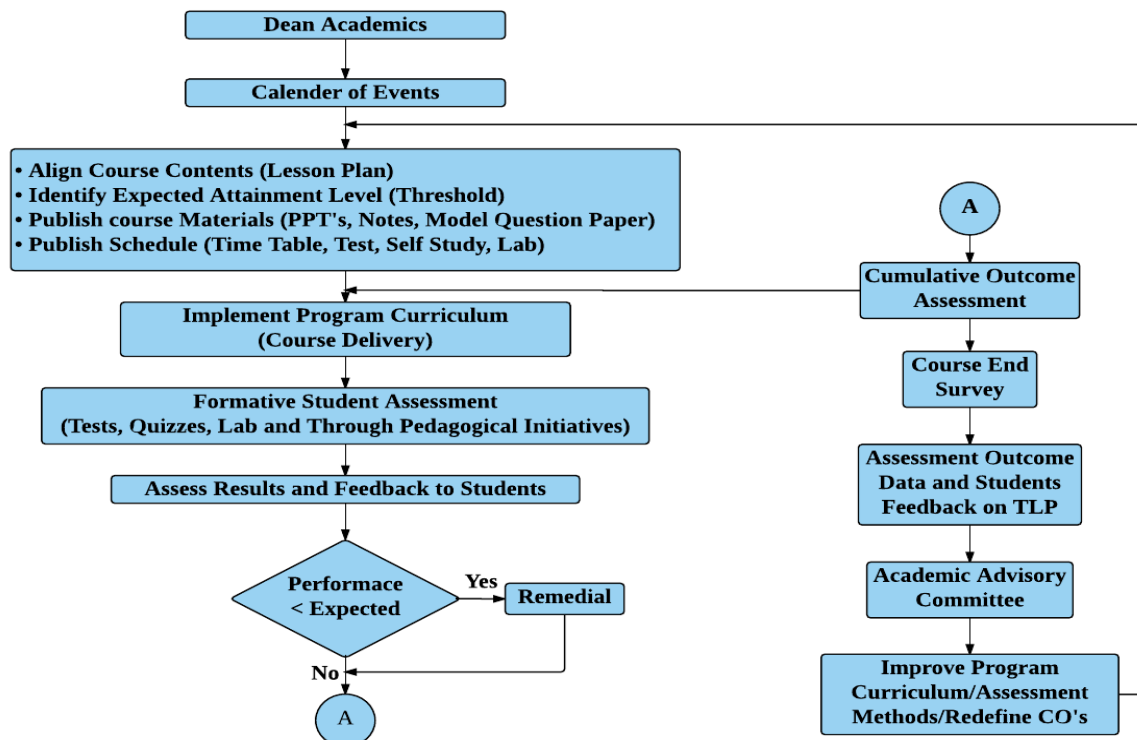 Dean Academics
Calender of Events
• Align Course Contents (Lesson Plan)
• Identify Expected Attainment Level (Threshold)
• Publish course Materials (PPT's, Notes, Model Question Paper)
• Publish Schedule (Time Table, Test, Self Study, Lab)
Implement Program Curriculum
(Course Delivery)
Formative Student Assessment
(Tests, Quizzes, Lab and Through Pedagogical Initiatives)
Assess Results and Feedback to Students
Performace
< Expected
Yes
Remedial
No
A
A
Cumulative Outcome
Assessment
Course End
Survey
Assessment Outcome
Data and Students
Feedback on TLP
Academic Advisory
Committee
Improve Program
Curriculum/Assessment
Methods/Redefine CO's